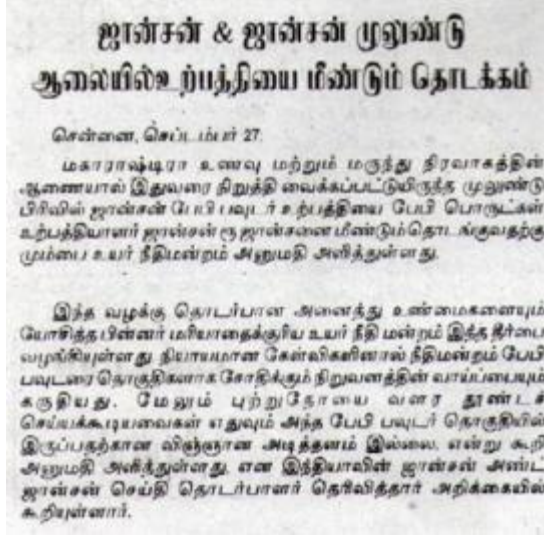 ஜான்சன் & ஜான்சன் முலுண்டு
ஆலையில்உற்பத்தியை மீண்டும் தொடக்கம்
சென்னை, செப்டம்பர் 27:
மகாராஷ்டிரா உணவு மற்றும் மருந்து நிர்வாகத்தின்
ஆணையால் இதுவரை நிறுத்தி வைக்கப்பட்டுயிருந்த முலுண்டு
பிரிவில் ஜான்சன் பேபி பவுடர் உற்பத்தியை பேபி பொருட்கள்
உற்பத்தியாளர் ஜான்சன் ரூ ஜான்சனை மீண்டும் தொடங்குவதற்கு
மும்பை உயர் நீதிமன்றம் அனுமதி அளித்துள்ளது.
இந்த வழக்கு தொடர்பான அனைத்து உண்மைகளையும்
யோசித்த பின்னர் மரியாதைக்குரிய உயர் நீதி மன்றம் இந்த தீர்பை
வழங்கியுள்ளது. நியாயமான கேள்விகளினால் நீதிமன்றம் பேபி
பவுடரை தொகுதிகளாக சோதிக்கும் நிறுவனத்தின் வாய்ப்பையும்
கருதியது. மேலும் புற்றுநோயை வளர தூண்டச்
செய்யக்கூடியவைகள் எதுவும் அந்த பேபி பவுடர் தொகுதியில்
இருப்பதற்கான விஞ்ஞான அடித்தளம் இல்லை, என்று கூறி
அனுமதி அளித்துள்ளது. என இந்தியாவின் ஜான்சன் அண்ட்
ஜான்சன் செய்தி தொடர்பாளர் தெரிவித்தார் அறிக்கையில்
கூறியுள்ளார்.